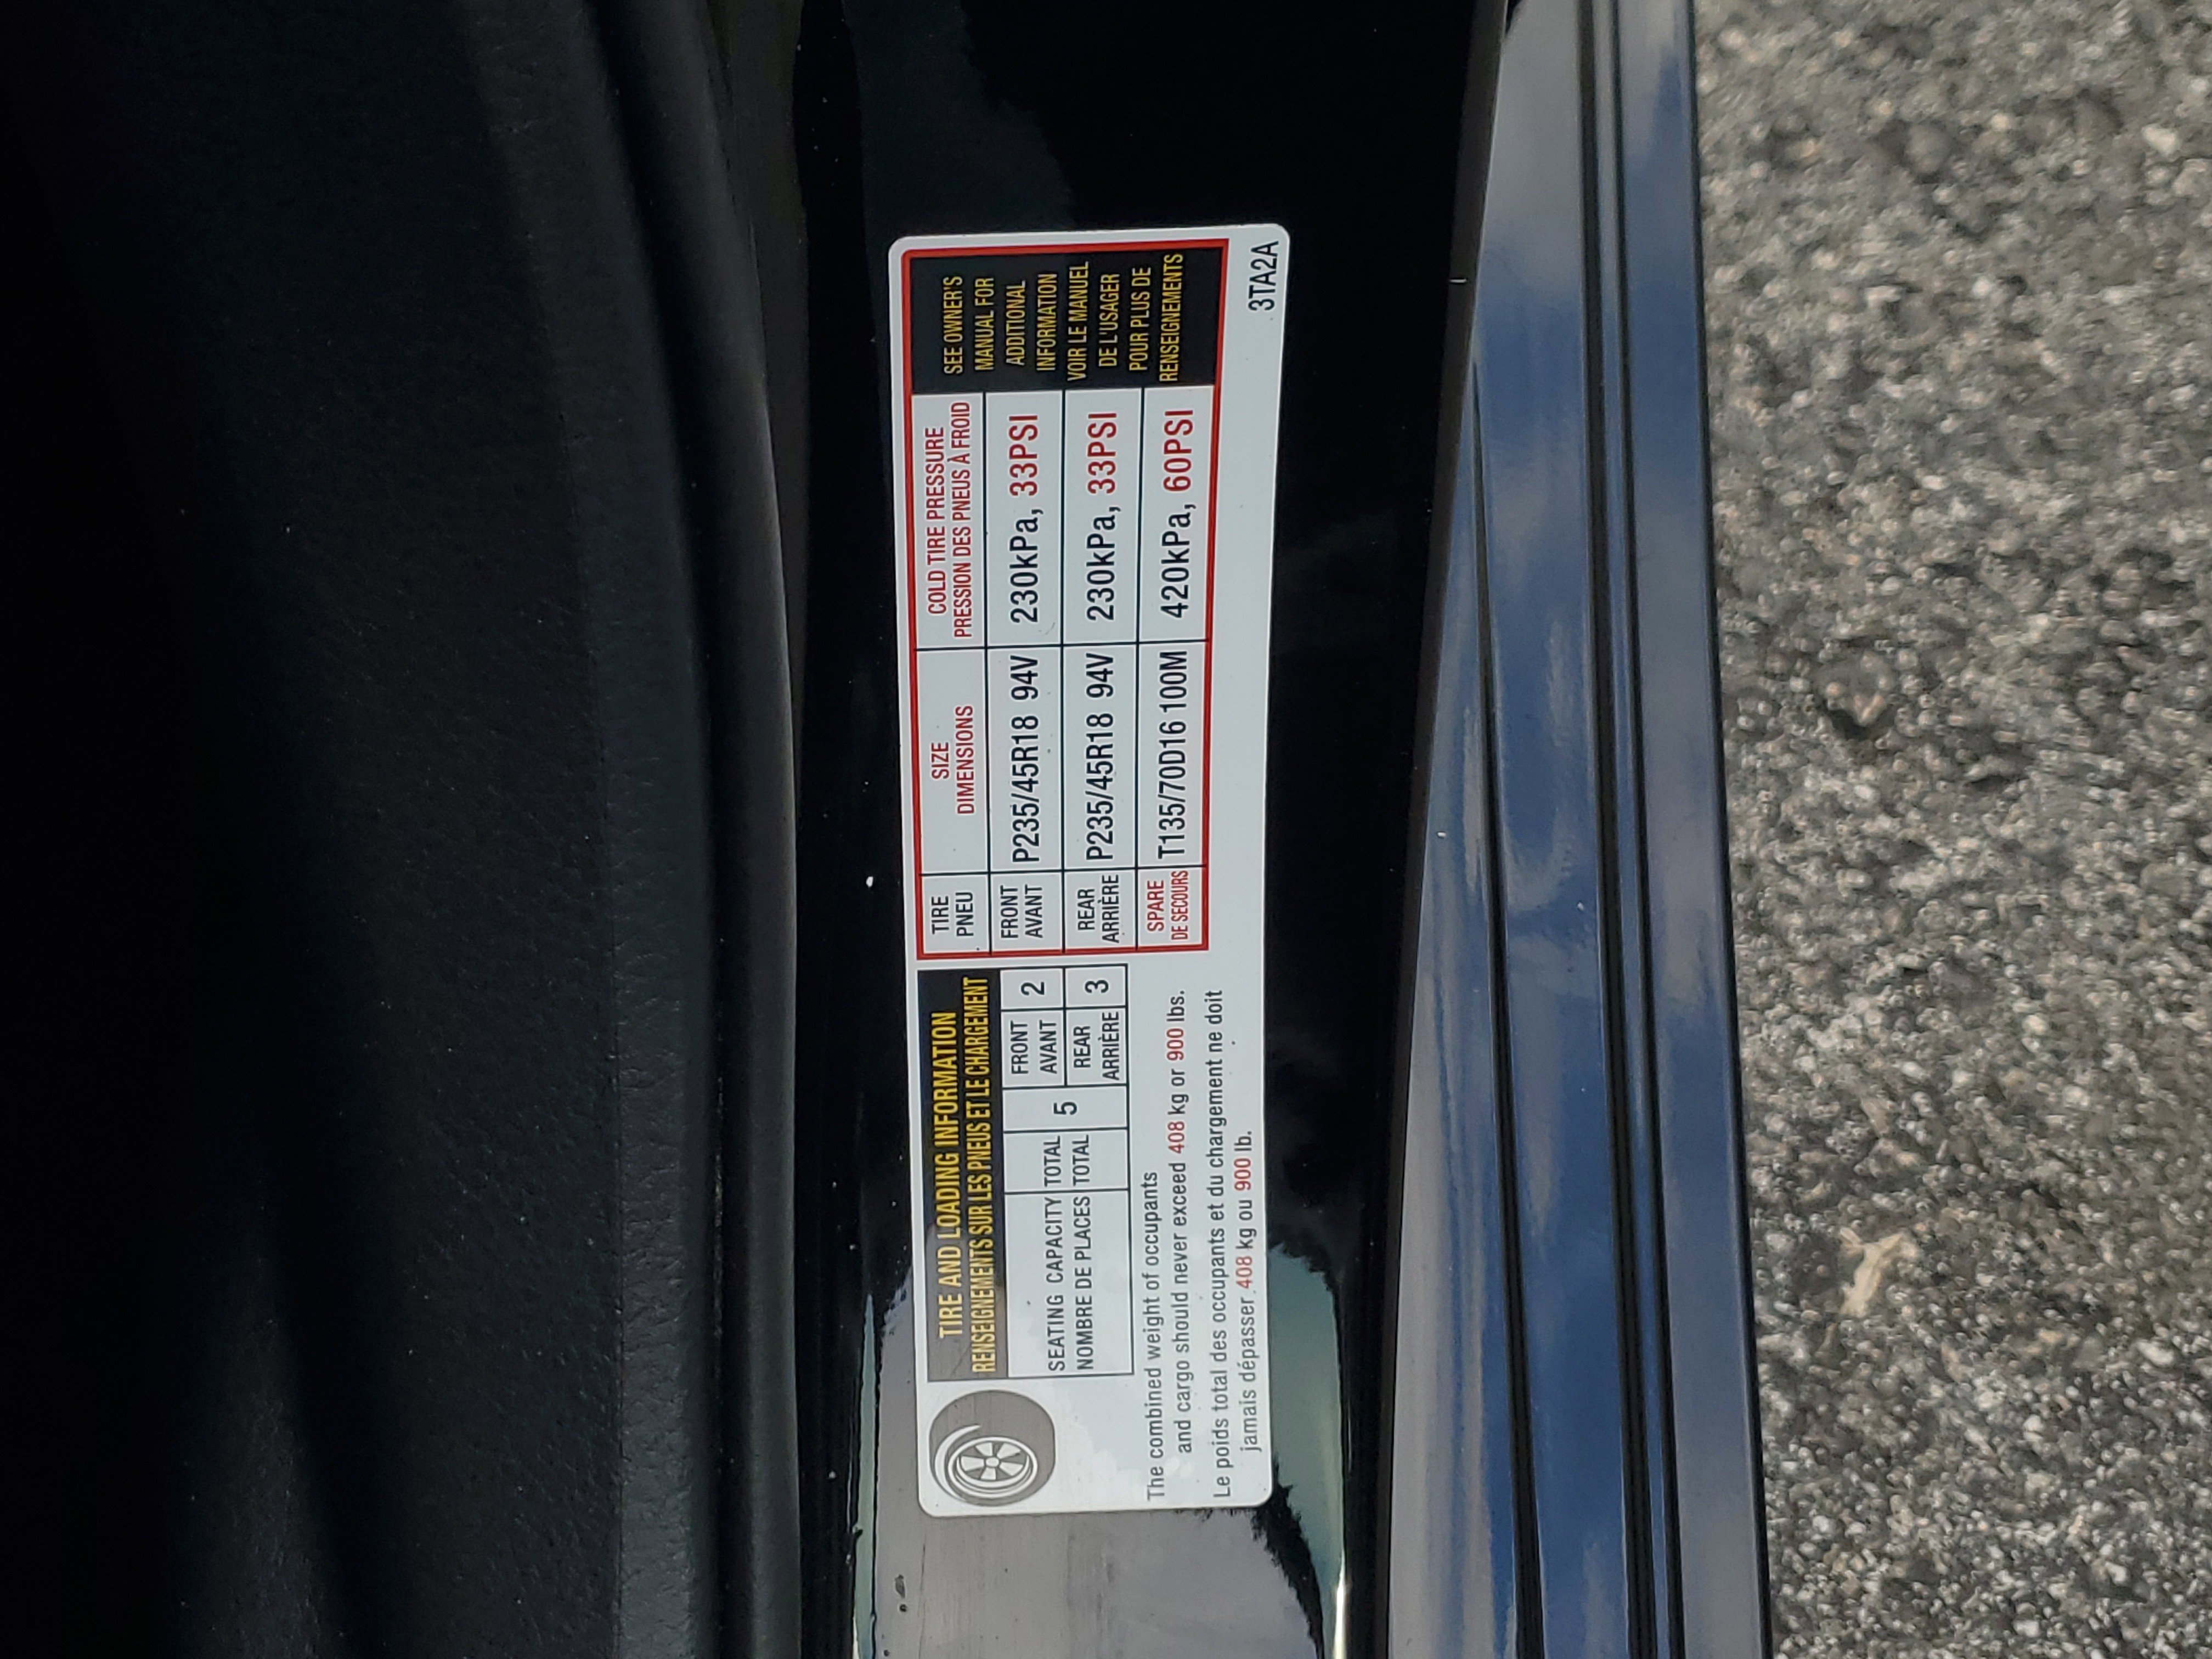 TIRE AND LOADING INFORMATION
RENSEIGNEMENTS SUR LES PNEUS ET LE CHARGEMENT
SEATING CAPACITY
NOMBRE DE PLACES
TOTAL
TOTAL
5
FRONT
AVANT
2
REAR
ARRIÈRE
3
The combined weight of occupants
and cargo should never exceed 408 kg or 900 lbs.
Le poids total des occupants et du chargement ne doit
jamais dépasser 408 kg ou 900 lb.
TIRE
PNEU
SIZE
DIMENSIONS
COLD TIRE PRESSURE
PRESSION DES PNEUS À FROID
FRONT
AVANT
P235/45R18 94V
230kPa, 33PSI
REAR
ARRIÈRE
P235/45R18 94V
230kPa, 33PSI
SPARE
DE SECOURS
T135/70D16 100M
420kPa, 60PSI
SEE OWNER'S
MANUAL FOR
ADDITIONAL
INFORMATION
VOIR LE MANUEL
DE L'USAGER
POUR PLUS DE
RENSEIGNEMENTS
3TA2A